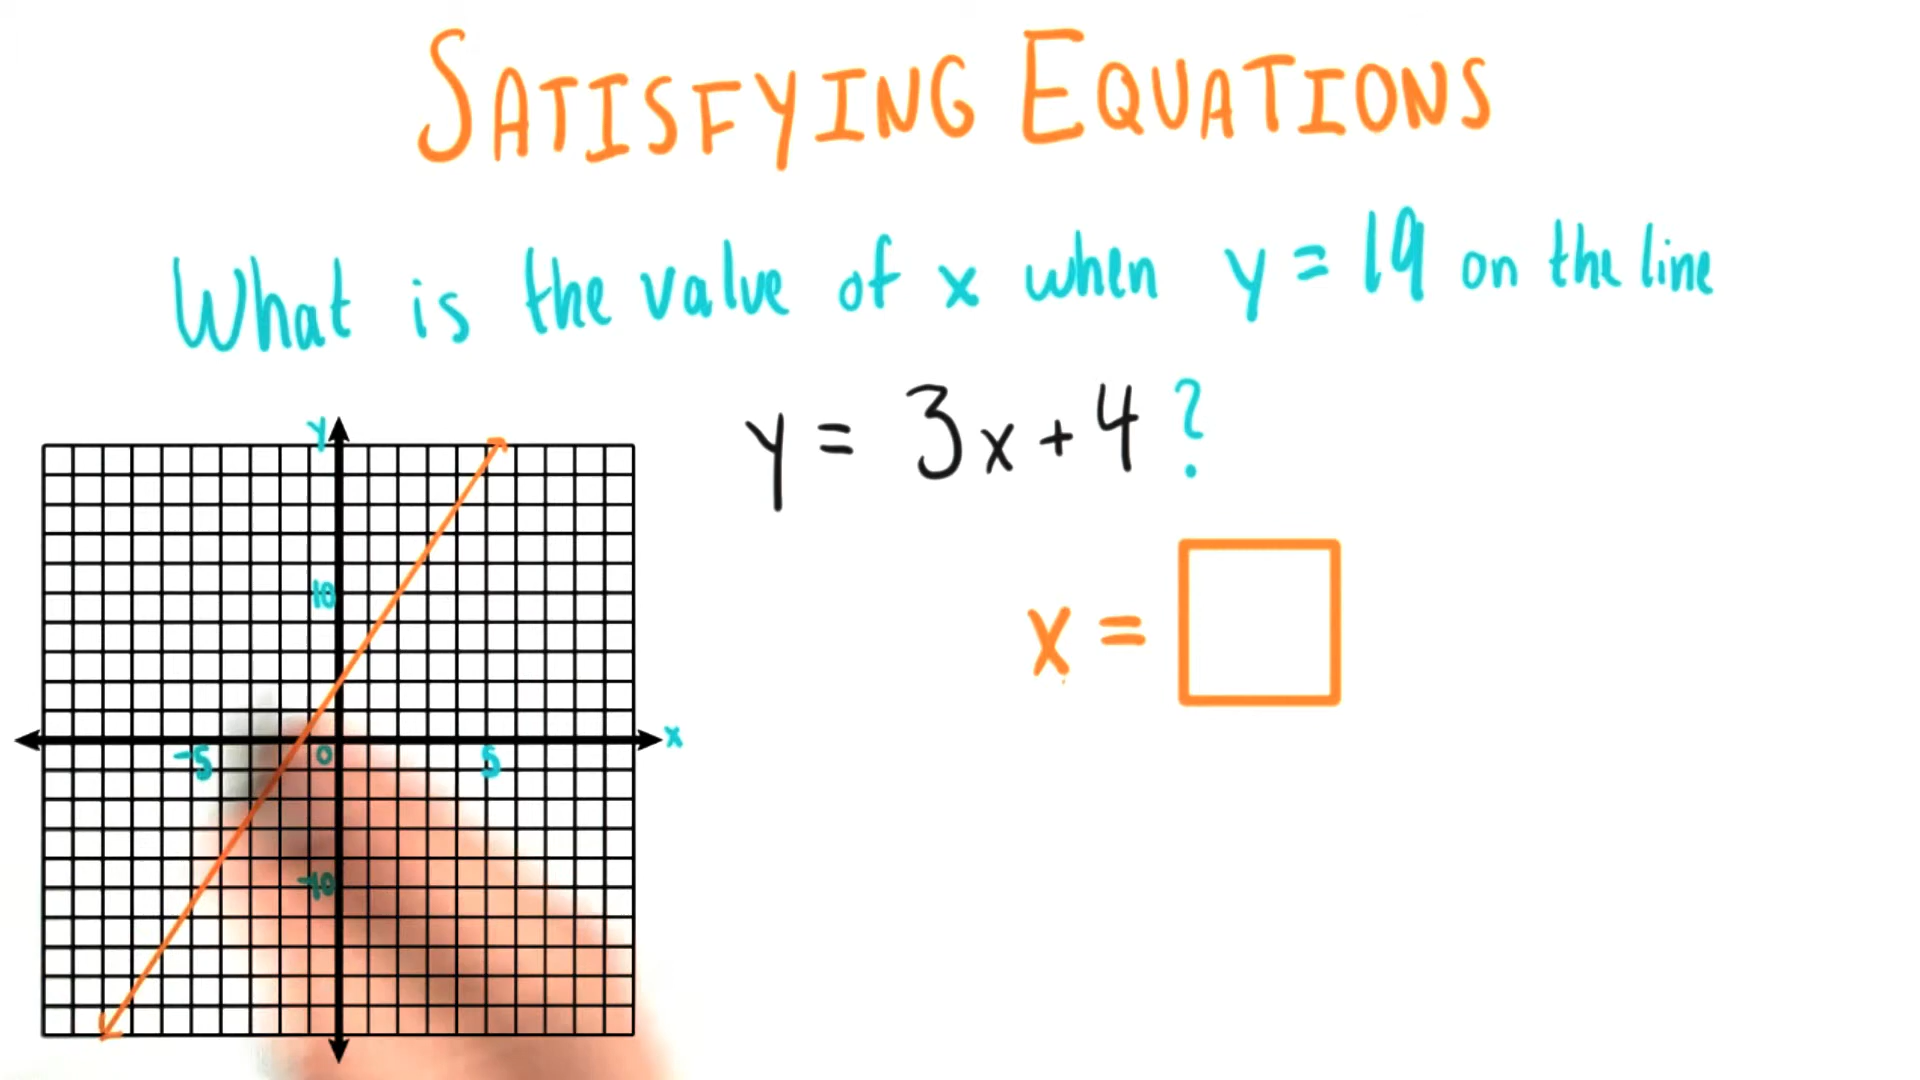 SATISFYING EQUATIONS
What is the value of x when y = 19 on the line
y = 3x + 4 ?
x =
y
10
-5
0
5
x
-10